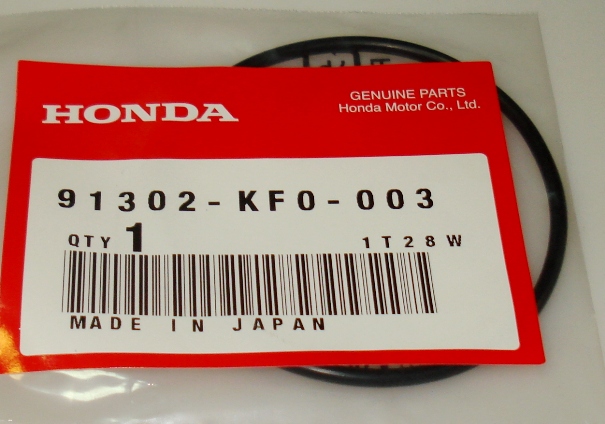 HONDA
GENUINE PARTS
Honda Motor Co., Ltd.
91302-KF0-003
QTY 1 1T28W
MADE IN JAPAN